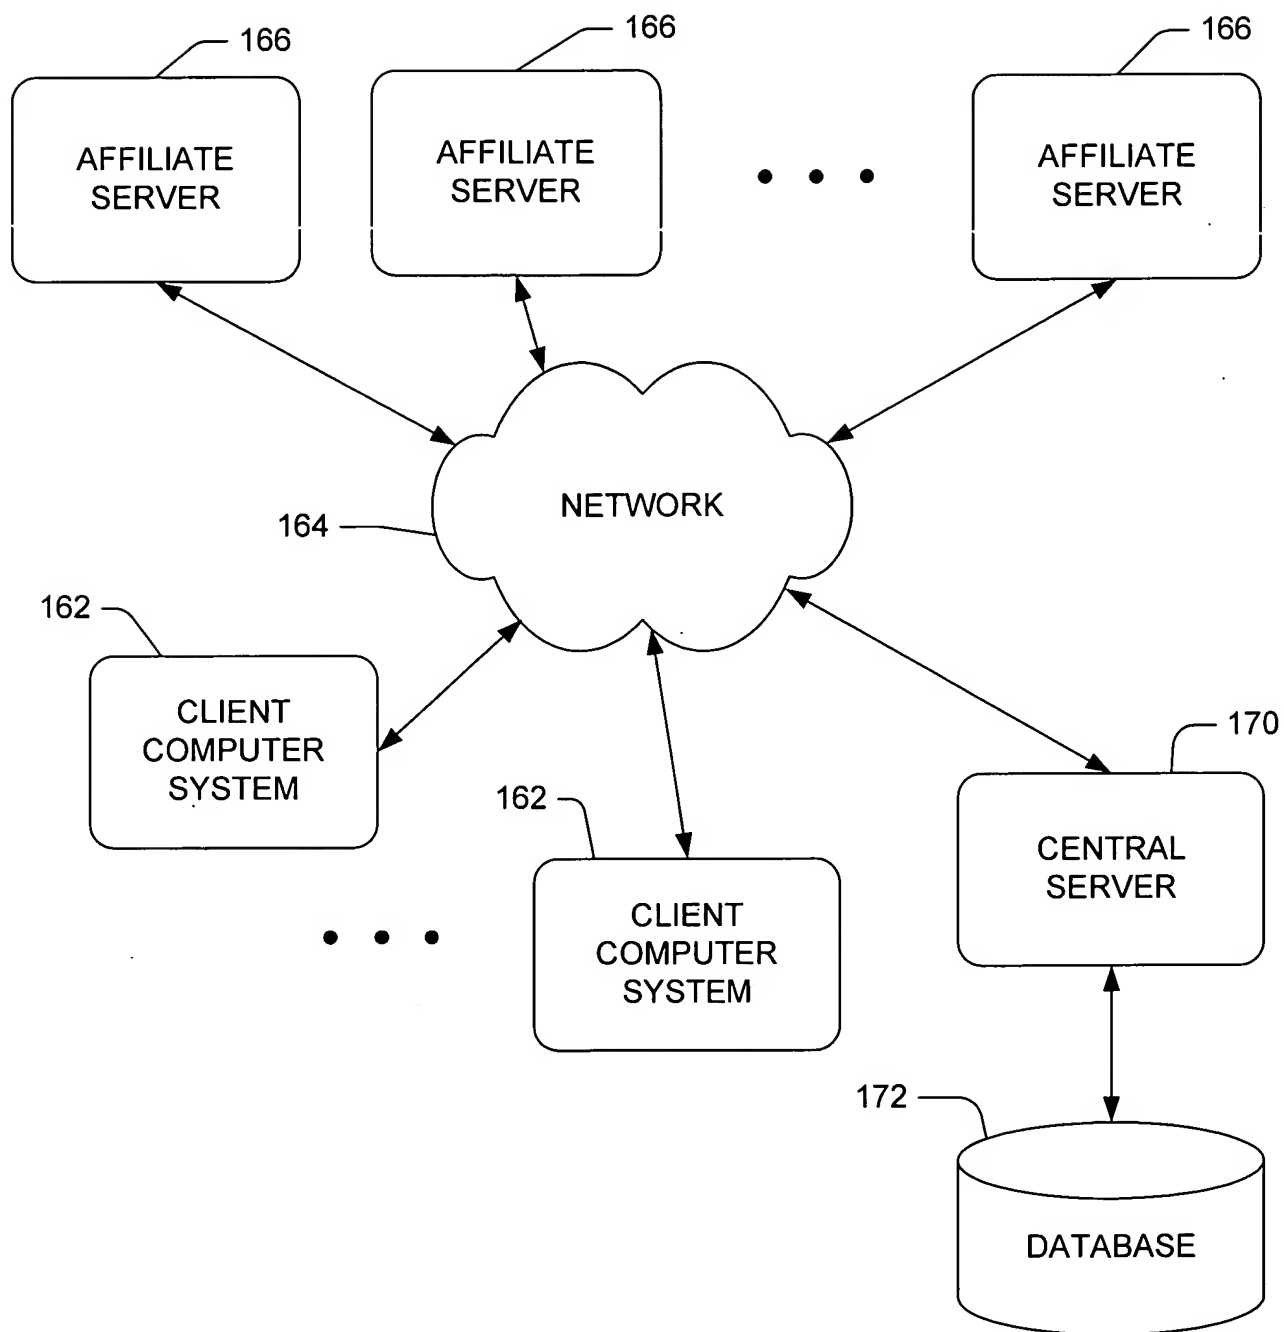 166
166
166
AFFILIATE
SERVER
AFFILIATE
SERVER
AFFILIATE
SERVER
NETWORK
164
162
CLIENT
COMPUTER
SYSTEM
170
162
CENTRAL
SERVER
CLIENT
COMPUTER
SYSTEM
172
DATABASE